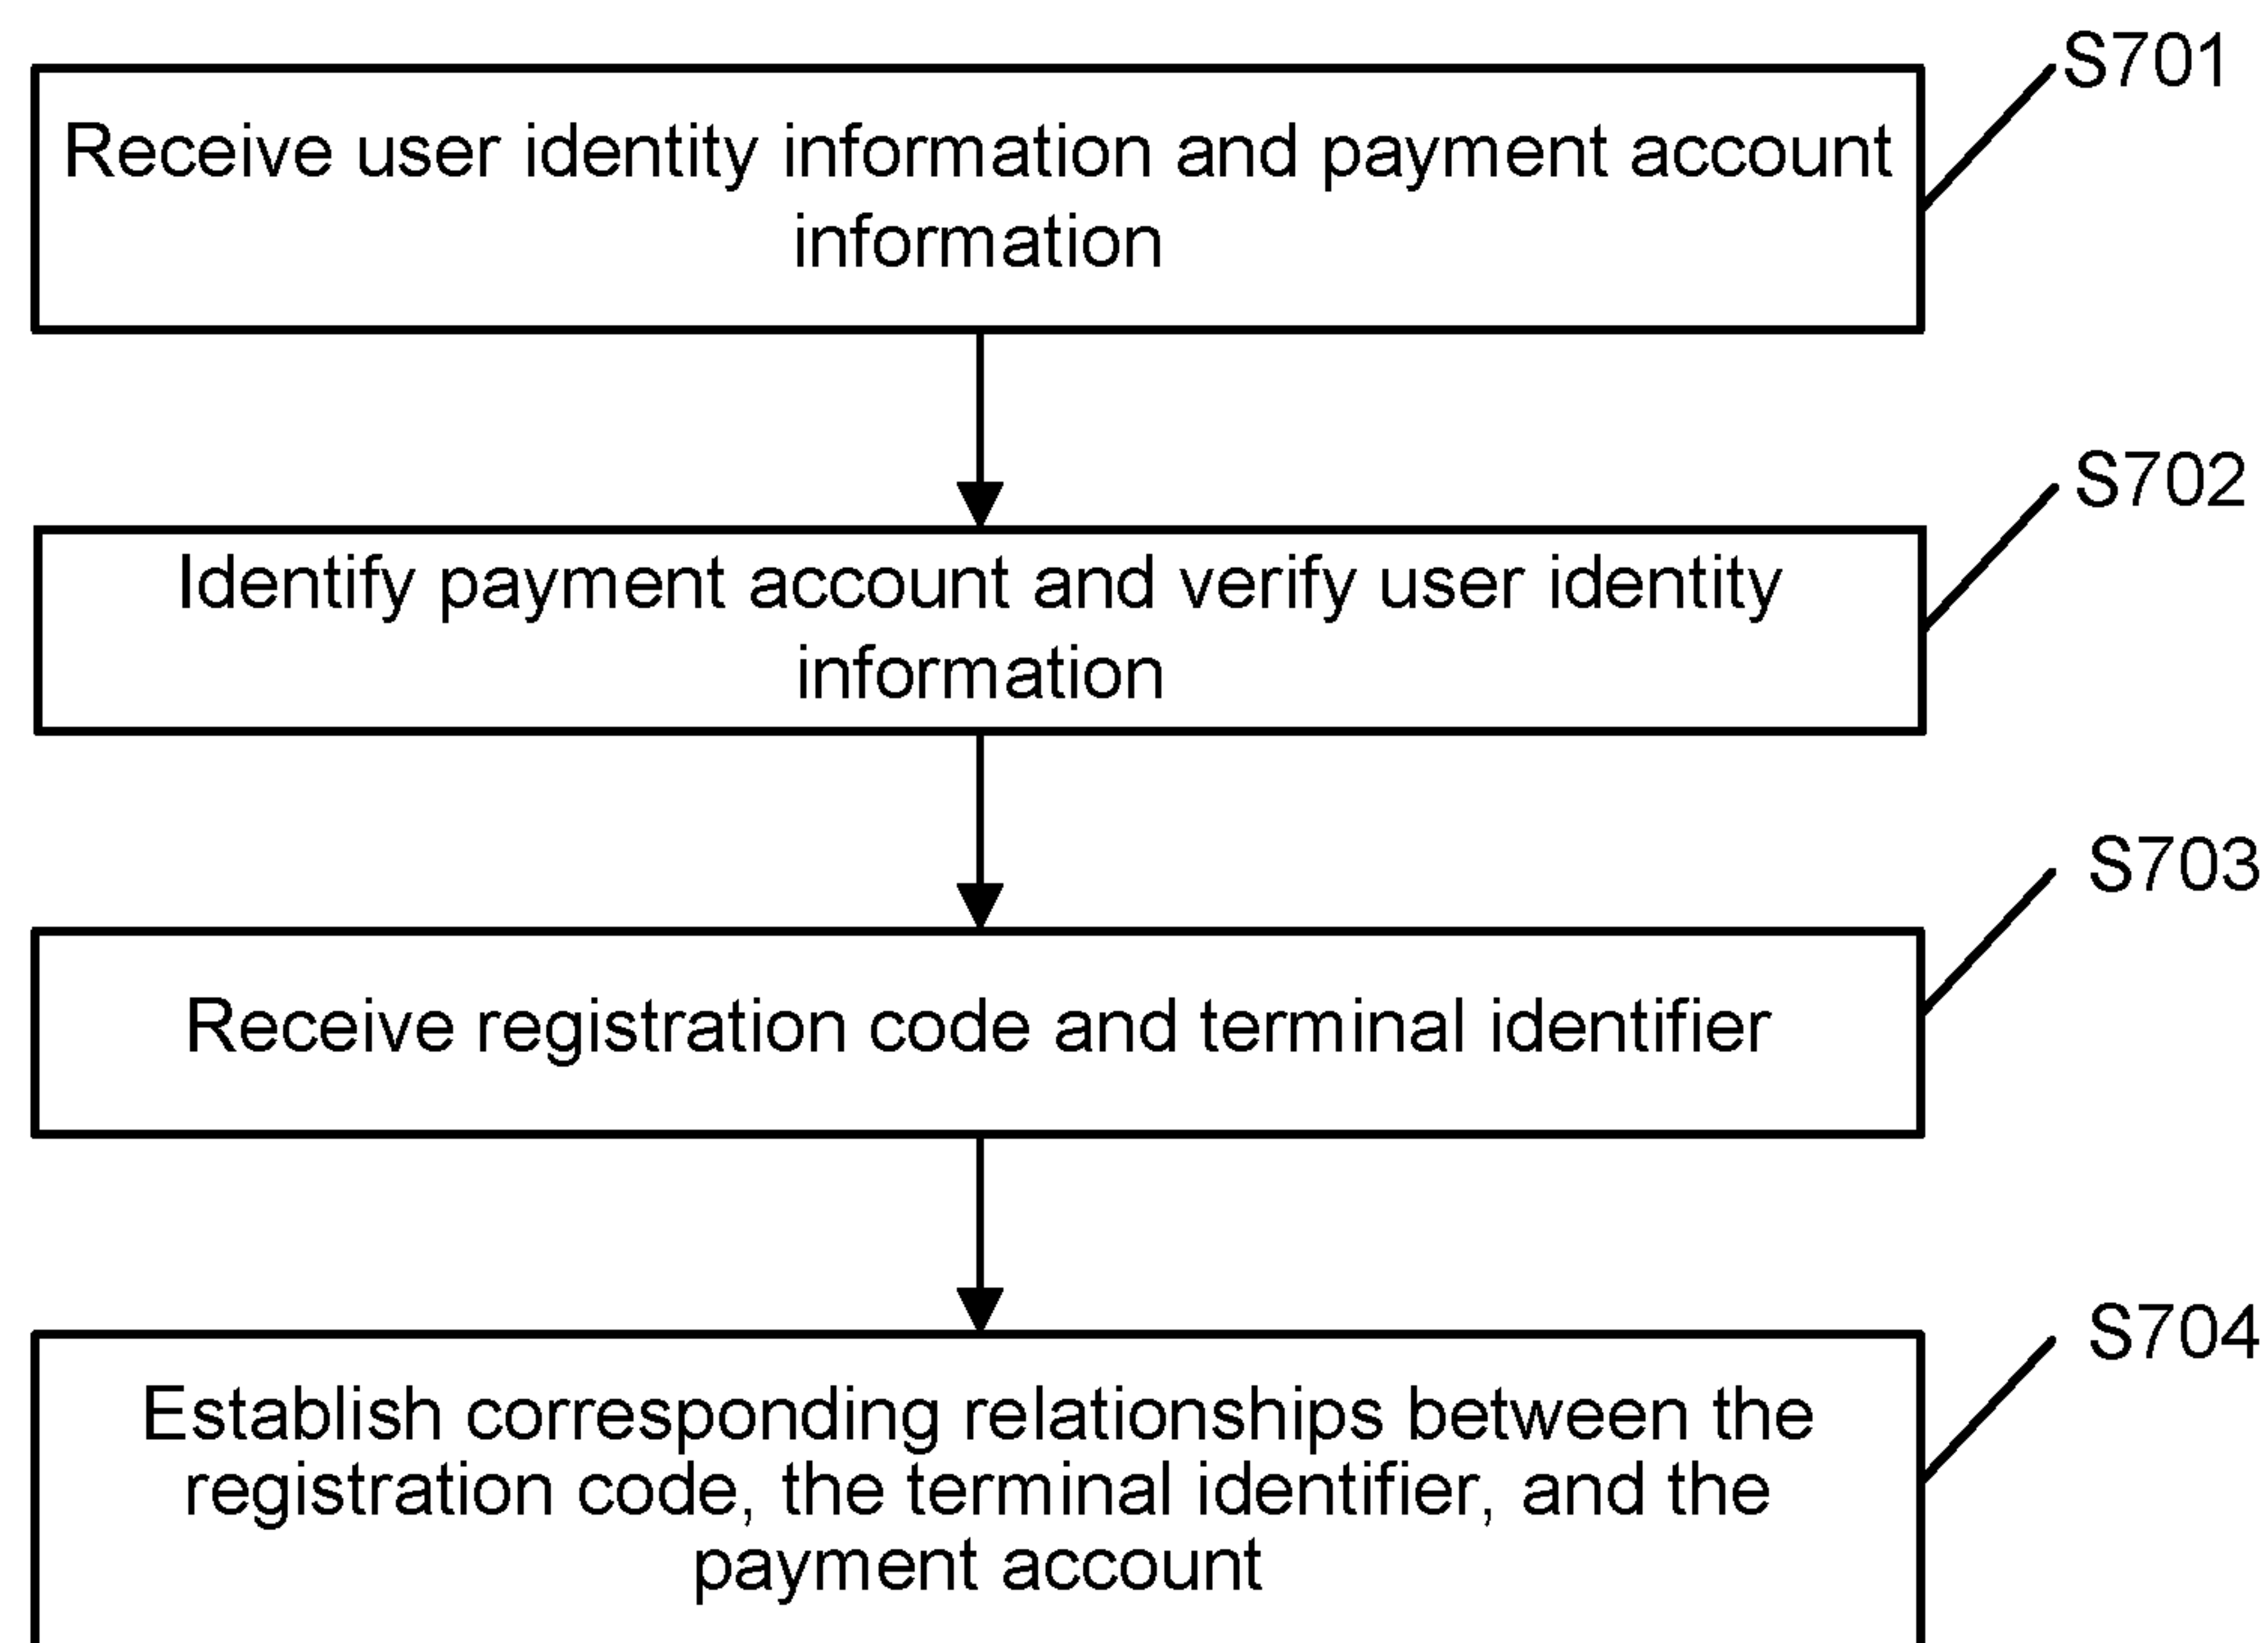 S701
Receive user identity information and payment account
information
S702
Identify payment account and verify user identity
information
S703
Receive registration code and terminal identifier
S704
Establish corresponding relationships between the
registration code, the terminal identifier, and the
payment account